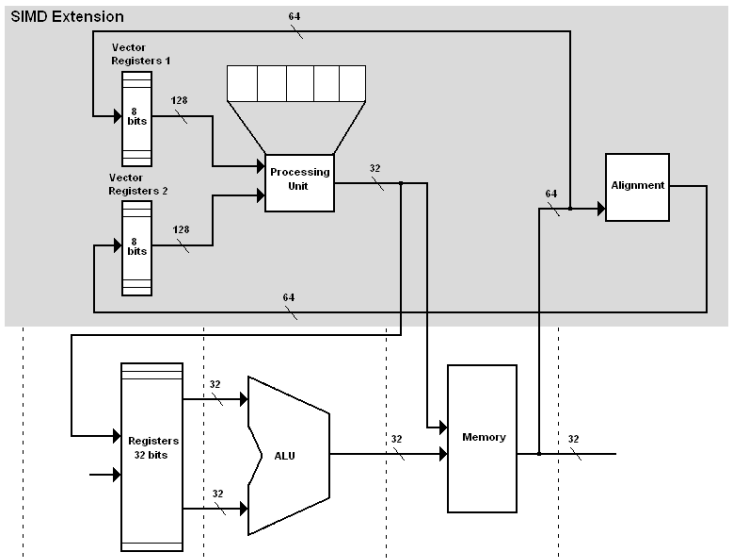 SIMD Extension
64
Vector
Registers 1
8
bits
128
Processing
Unit
32
Vector
Registers 2
8
bits
128
64
Alignment
64
Registers
32 bits
32
32
ALU
32
Memory
32